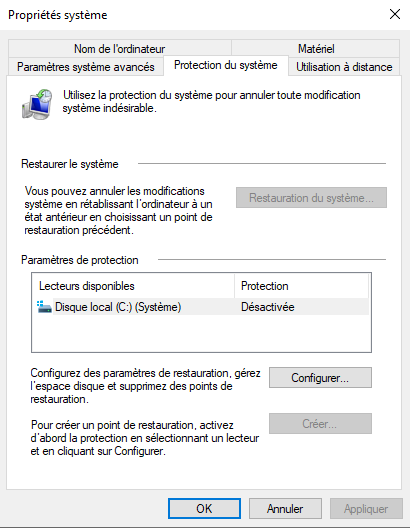 Propriétés système
Nom de l'ordinateur
Matériel
Paramètres système avancés
Protection du système
Utilisation à distance
Utilisez la protection du système pour annuler toute modification
système indésirable.
Restaurer le système
Vous pouvez annuler les modifications
système en rétablissant l'ordinateur à
un état antérieur en choisissant un point de
restauration précédent.
Restauration du système...
Paramètres de protection
Lecteurs disponibles
Protection
Disque local (C:) (Système)
Désactivée
Configurez des paramètres de restauration, gérez
l'espace disque et supprimez des points de
restauration.
Configurer...
Pour créer un point de restauration, activez
d'abord la protection en sélectionnant un lecteur
et en cliquant sur Configurer.
Créer...
OK
Annuler
Appliquer